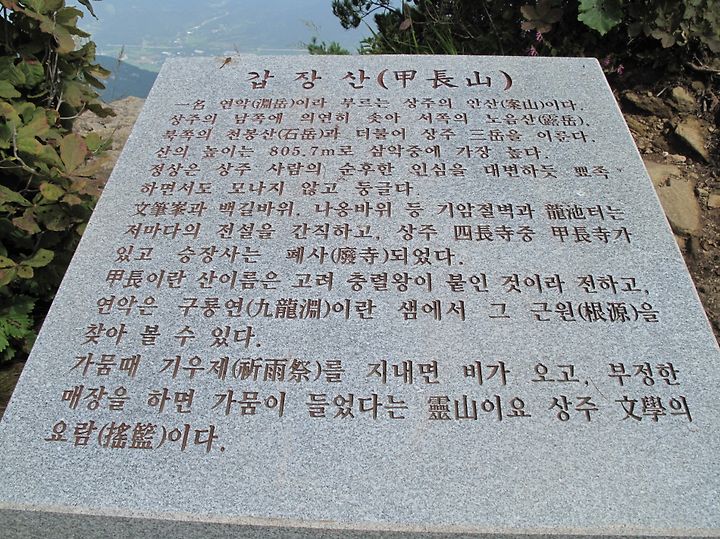 갑장산(甲長山)
一名 연악(淵岳)이라 부르는 상주의 안산(案山)이다.
상주의 남쪽에 의연히 솟아 서쪽의 노음산(露岳).
북쪽의 천봉산(石岳)과 더불어 상주 三岳을 이룬다.
산의 높이는 805.7m로 삼악중에 가장 높다.
정상은 상주 사람의 순후한 인심을 대변하듯 뾰족
하면서도 모나지 않고 둥글다.
文筆峯과 백길바위. 나옹바위 등 기암절벽과 龍池터는
저마다의 전설을 간직하고, 상주 四長寺중 甲長寺가
있고 승장사는 폐사(廢寺)되었다.
甲長이란 산이름은 고려 충렬왕이 붙인 것이라 전하고,
연악은 구룡연(九龍淵)이란 샘에서 그 근원(根源)을
찾아 볼 수 있다.
가뭄때 기우제(祈雨祭)를 지내면 비가 오고, 부정한
매장을 하면 가뭄이 들었다는 靈山이요 상주 文學의
요람(搖籃)이다.